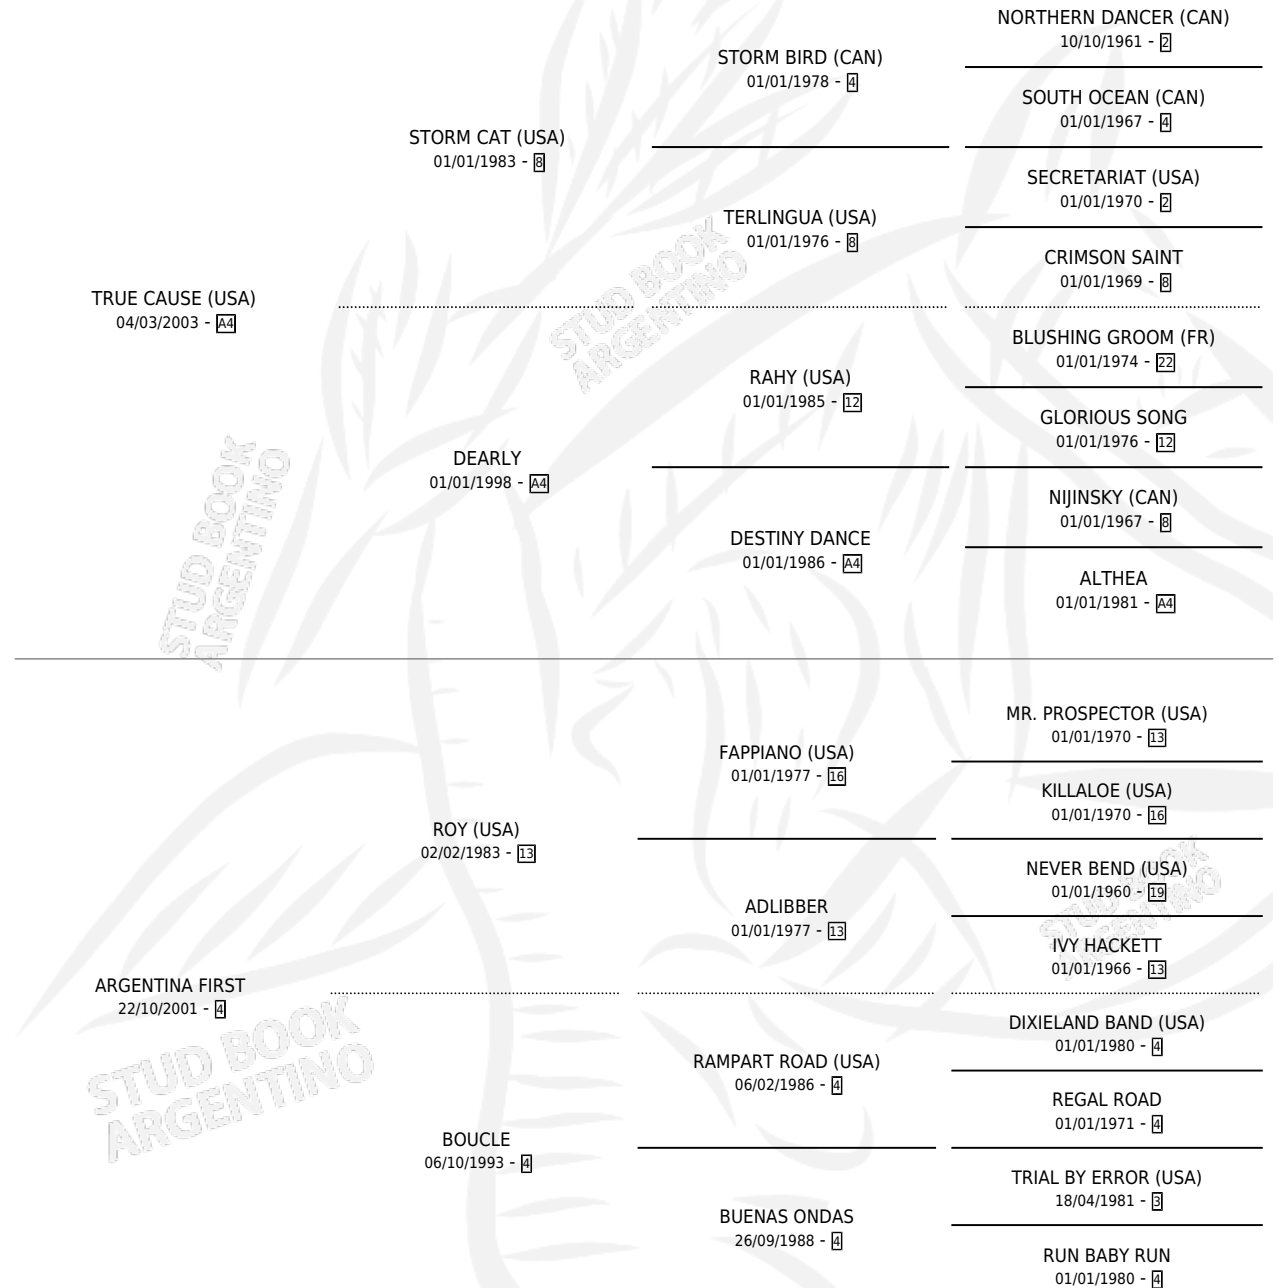 NORTHERN DANCER (CAN)
10/10/1961 - 2
STORM BIRD (CAN)
01/01/1978 - 4
SOUTH OCEAN (CAN)
01/01/1967 - 4
STORM CAT (USA)
01/01/1983 - 8
SECRETARIAT (USA)
01/01/1970 - 2
TERLINGUA (USA)
01/01/1976 - 8
CRIMSON SAINT
01/01/1969 - 8
TRUE CAUSE (USA)
04/03/2003 - A4
STUD BOOK
ARGENTINO
BLUSHING GROOM (FR)
01/01/1974 - 22
RAHY (USA)
01/01/1985 - 12
GLORIOUS SONG
01/01/1976 - 12
DEARLY
01/01/1998 - A4
STUD BOOK
ARGENTINO
NIJINSKY (CAN)
01/01/1967 - 8
DESTINY DANCE
01/01/1986 - A4
ALTHEA
01/01/1981 - A4
MR. PROSPECTOR (USA)
01/01/1970 - 13
FAPPIANO (USA)
01/01/1977 - 16
KILLALOE (USA)
01/01/1970 - 16
ROY (USA)
02/02/1983 - 13
NEVER BEND (USA)
01/01/1960 - 19
STUD BOOK
ARGENTINO
ADLIBBER
01/01/1977 - 13
IVY HACKETT
01/01/1966 - 13
ARGENTINA FIRST
22/10/2001 - 4
STUD BOOK
ARGENTINO
DIXIELAND BAND (USA)
01/01/1980 - 4
RAMPART ROAD (USA)
06/02/1986 - 4
REGAL ROAD
01/01/1971 - 4
BOUCLE
06/10/1993 - 4
TRIAL BY ERROR (USA)
18/04/1981 - 3
BUENAS ONDAS
26/09/1988 - 4
RUN BABY RUN
01/01/1980 - 4